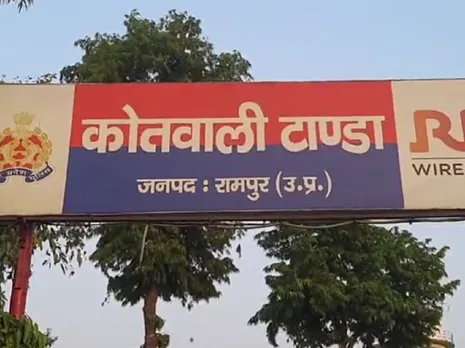 कोतवाली टाण्डा
जनपद : रामपुर (उ.प्र.)
WIRE